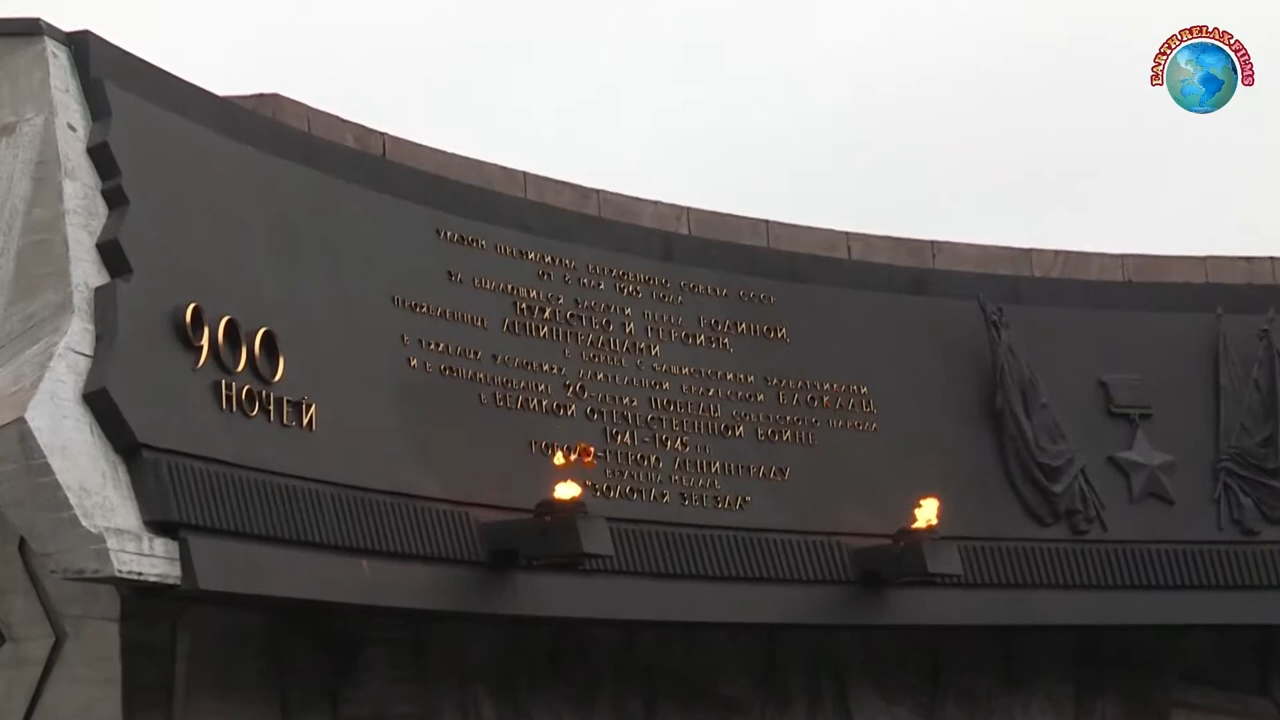 EARTH RELAX FILMS
900
НОЧЕЙ
УКАЗОМ ПРЕЗИДИУМА ВЕРХОВНОГО СОВЕТА СССР
ОТ 8 МАЯ 1965 ГОДА
ЗА ВЫДАЮЩИЕСЯ ЗАСЛУГИ ПЕРЕД РОДИНОЙ,
МУЖЕСТВО И ГЕРОИЗМ,
ПРОЯВЛЕННЫЕ ЛЕНИНГРАДЦАМИ
В БОРЬБЕ С ФАШИСТСКИМИ ЗАХВАТЧИКАМИ
В ТЯЖЕЛЫХ УСЛОВИЯХ ДЛИТЕЛЬНОЙ ВРАЖЕСКОЙ БЛОКАДЫ,
И В ОЗНАМЕНОВАНИЕ 20-ЛЕТИЯ ПОБЕДЫ СОВЕТСКОГО НАРОДА
В ВЕЛИКОЙ ОТЕЧЕСТВЕННОЙ ВОЙНЕ
1941-1945 ГГ.
ГОРОДУ-ГЕРОЮ ЛЕНИНГРАДУ
ВРУЧЕНА МЕДАЛЬ
"ЗОЛОТАЯ ЗВЕЗДА"